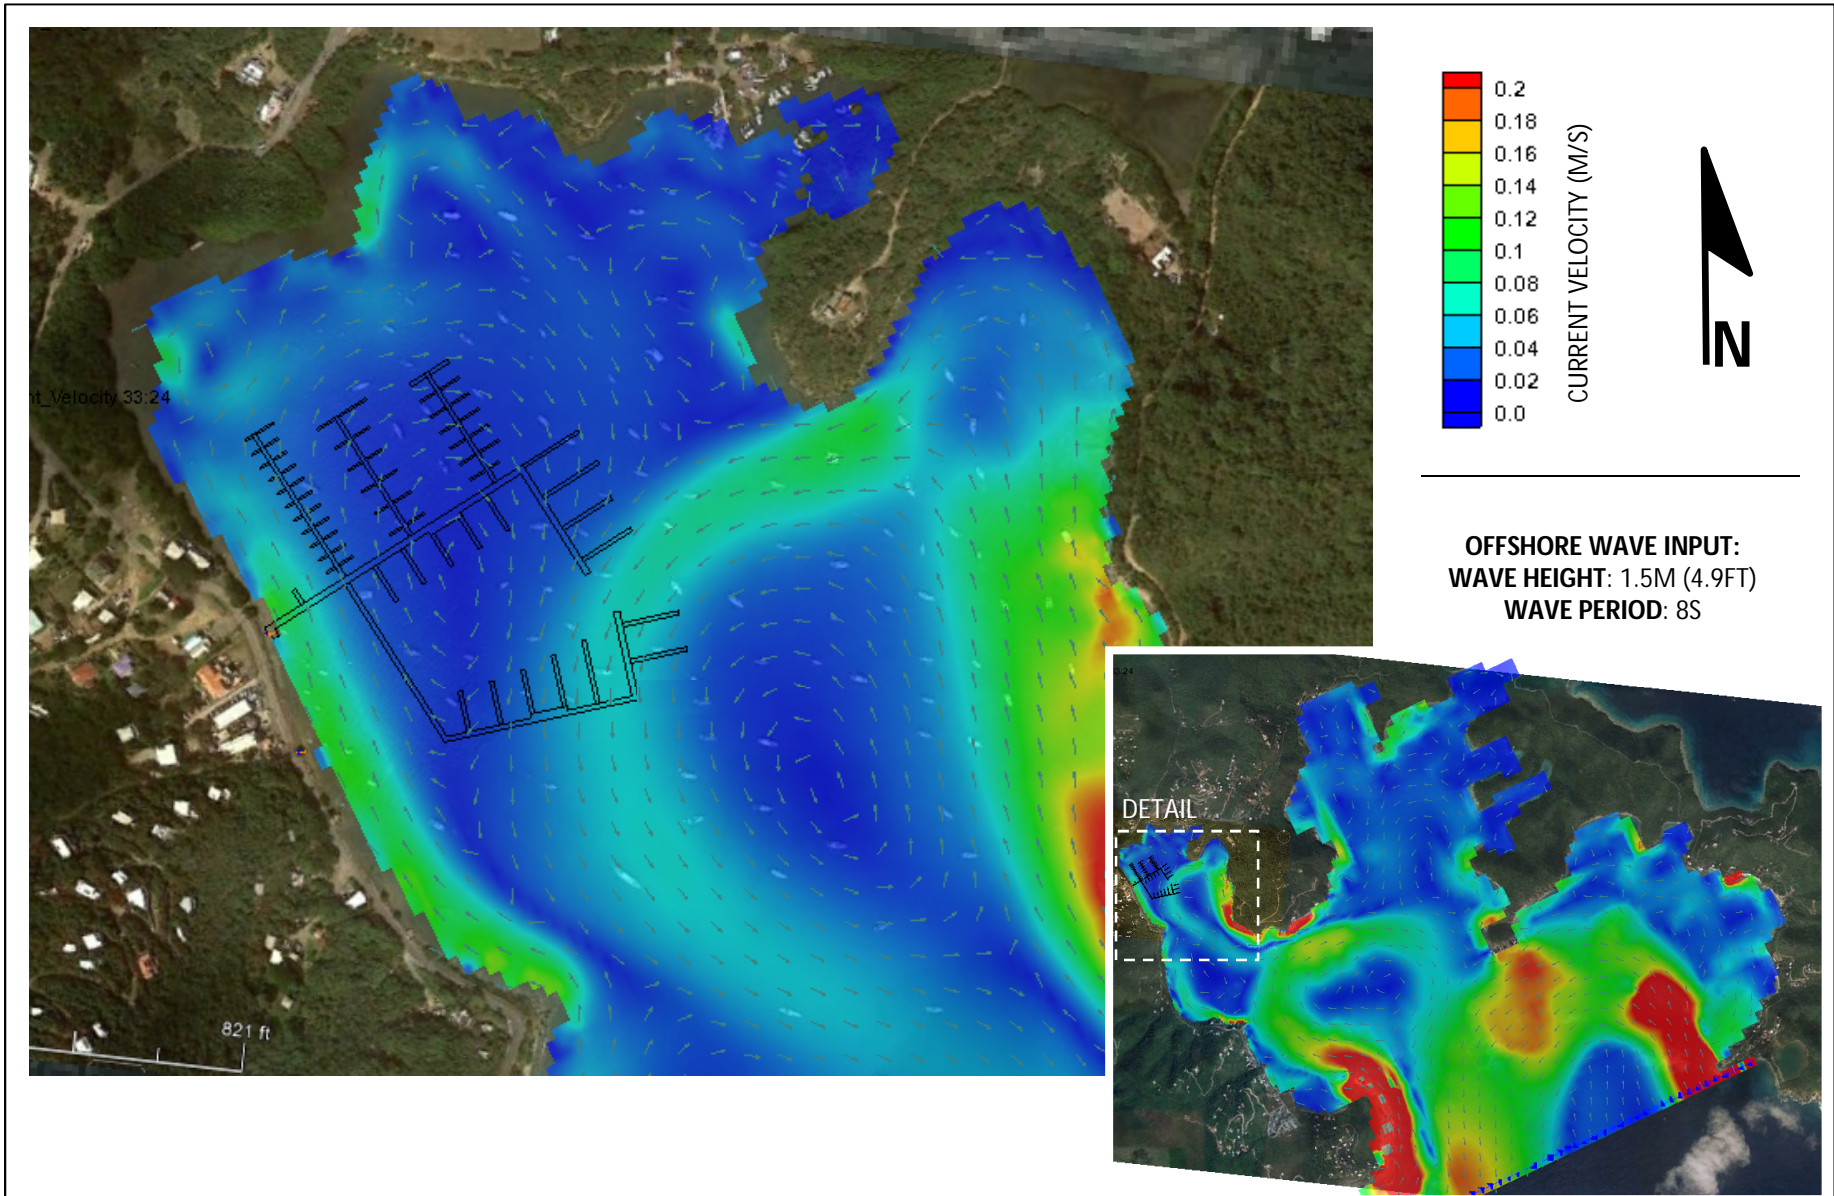 nt_Velocity 33:24
821 ft
0.2
0.18
0.16
0.14
0.12
0.1
0.08
0.06
0.04
0.02
0.0
CURRENT VELOCITY (M/S)
N
OFFSHORE WAVE INPUT:
WAVE HEIGHT: 1.5M (4.9FT)
WAVE PERIOD: 8S
3:24
DETAIL